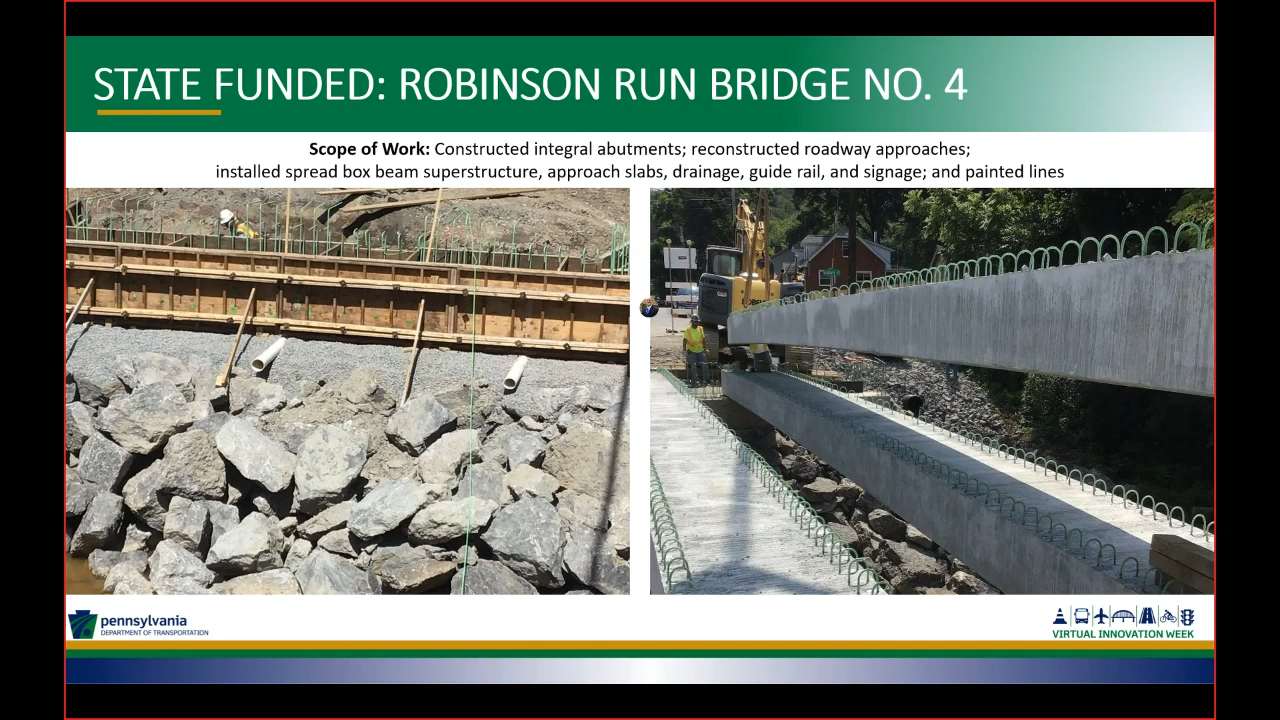 STATE FUNDED: ROBINSON RUN BRIDGE NO. 4
Scope of Work: Constructed integral abutments; reconstructed roadway approaches;
installed spread box beam superstructure, approach slabs, drainage, guide rail, and signage; and painted lines
pennsylvania
DEPARTMENT OF TRANSPORTATION
VIRTUAL INNOVATION WEEK